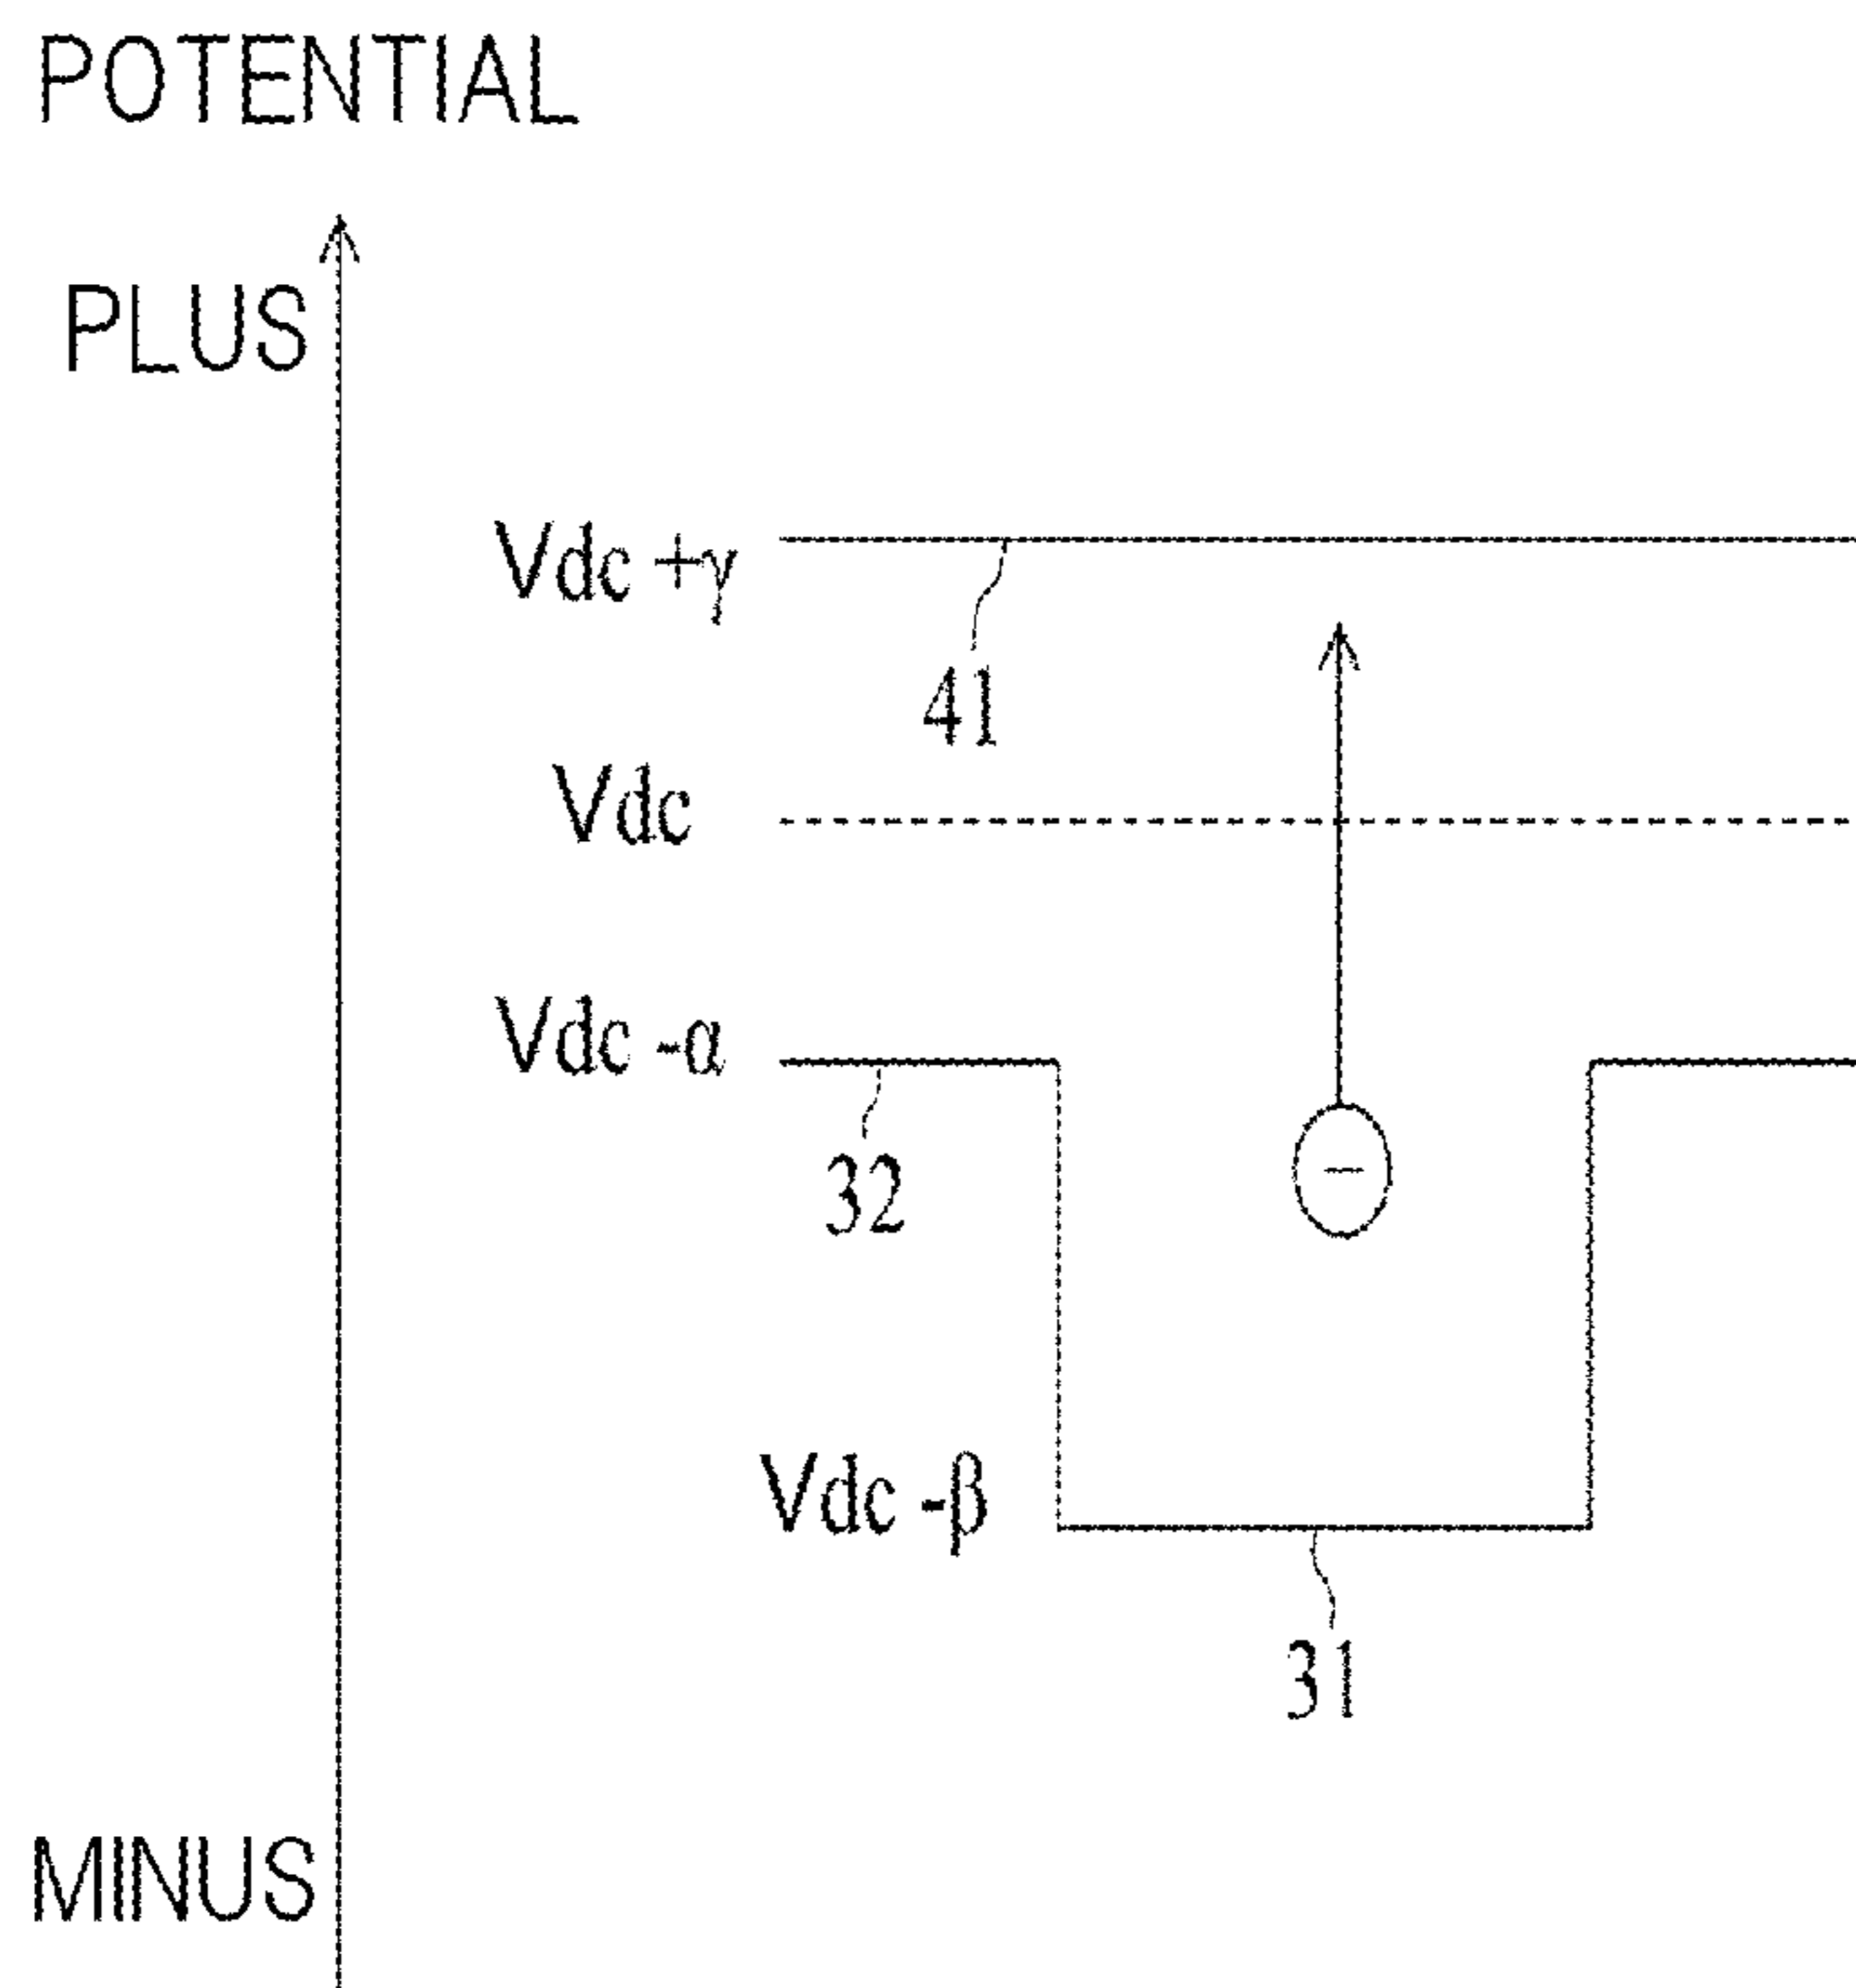 POTENTIAL
PLUS
Vdc +γ
41
Vdc
Vdc -α
32
−
Vdc -β
31
MINUS